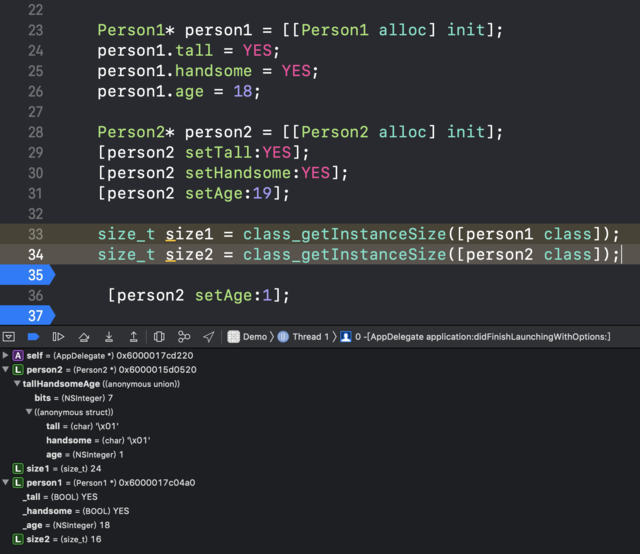 22
23 Person1* person1 = [[Person1 alloc] init];
24 person1.tall = YES;
25 person1.handsome = YES;
26 person1.age = 18;
27
28 Person2* person2 = [[Person2 alloc] init];
29 [person2 setTall:YES];
30 [person2 setHandsome:YES];
31 [person2 setAge:19];
32
33 size_t size1 = class_getInstanceSize([person1 class]);
34 size_t size2 = class_getInstanceSize([person2 class]);
35
36 [person2 setAge:1];
37
Demo 〉 Thread 1 〉 0 -[AppDelegate application:didFinishLaunchingWithOptions:]
A self = (AppDelegate *) 0x6000017cd220
L person2 = (Person2 *) 0x6000015d0520
tallHandsomeAge ((anonymous union))
bits = (NSInteger) 7
((anonymous struct))
tall = (char) '\x01'
handsome = (char) '\x01'
age = (NSInteger) 1
L size1 = (size_t) 24
L person1 = (Person1 *) 0x6000017c04a0
_tall = (BOOL) YES
_handsome = (BOOL) YES
_age = (NSInteger) 18
L size2 = (size_t) 16